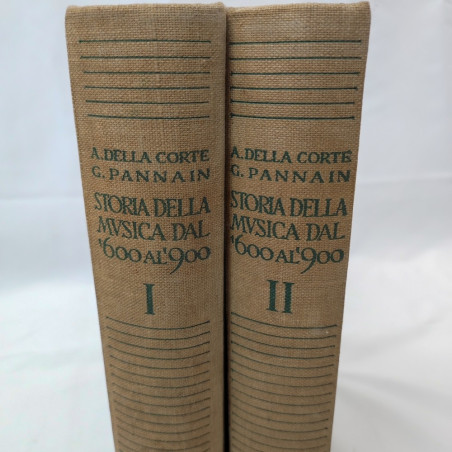 A. DELLA CORTE
G. PANNAIN
STORIA DELLA
MVSICA DAL
'600 AL '900
I
A. DELLA CORTE
G. PANNAIN
STORIA DELLA
MVSICA DAL
'600 AL '900
II